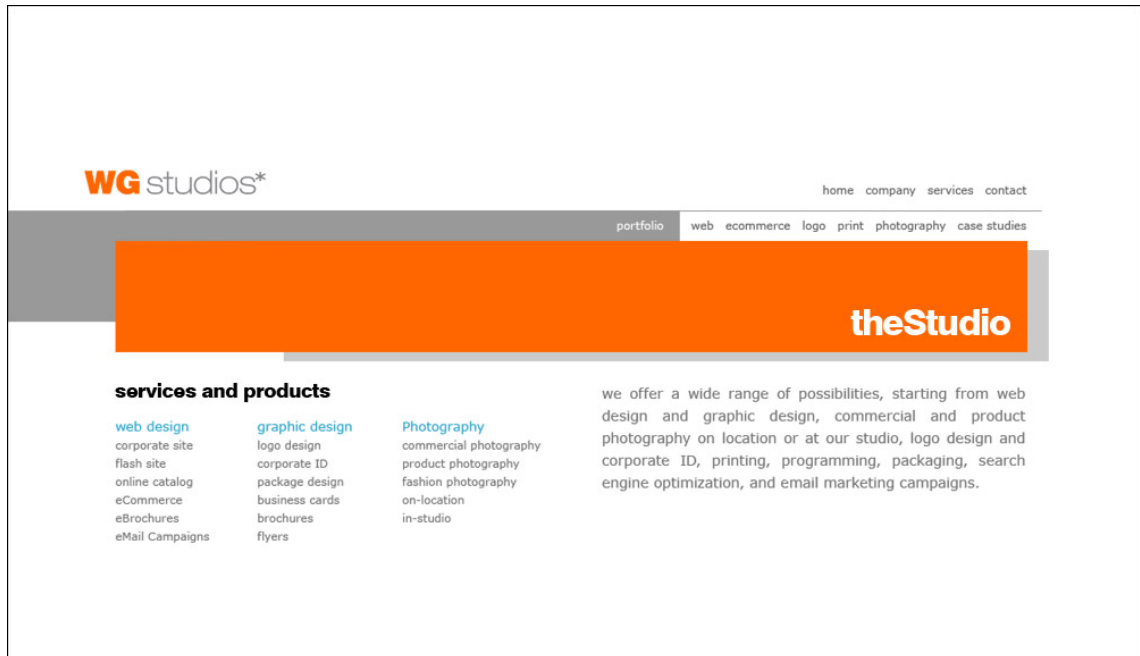 WG studios*
home company services contact
portfolio web ecommerce logo print photography case studies
theStudio
services and products
web design
corporate site
flash site
online catalog
eCommerce
eBrochures
eMail Campaigns
graphic design
logo design
corporate ID
package design
business cards
brochures
flyers
Photography
commercial photography
product photography
fashion photography
on-location
in-studio
we offer a wide range of possibilities, starting from web
design and graphic design, commercial and product
photography on location or at our studio, logo design and
corporate ID, printing, programming, packaging, search
engine optimization, and email marketing campaigns.